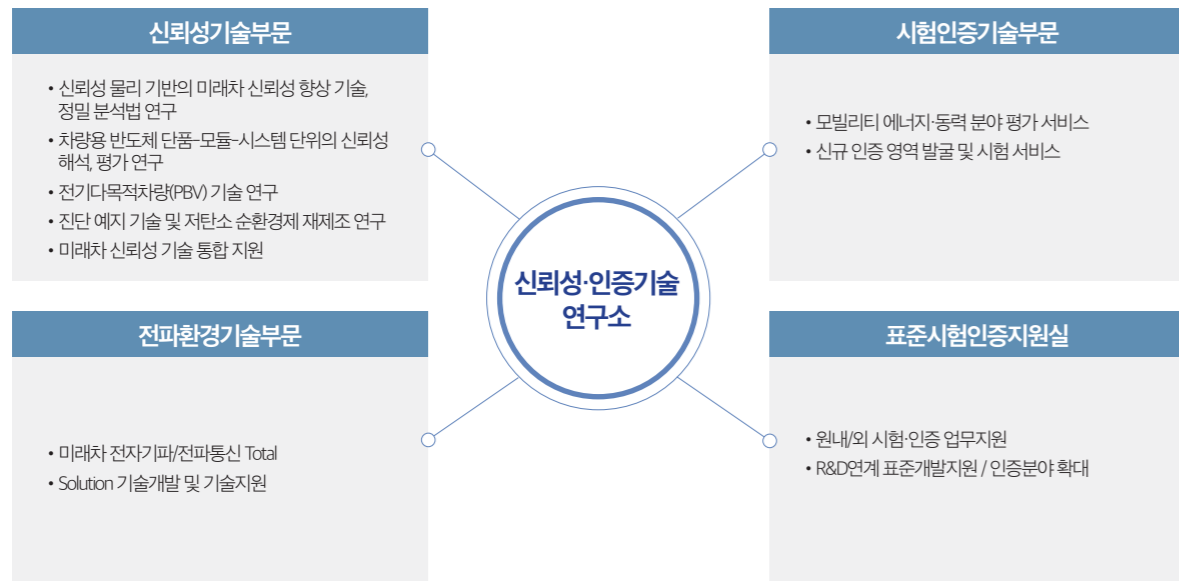 신뢰성기술부문
• 신뢰성 물리 기반의 미래차 신뢰성 향상 기술,
정밀 분석법 연구
• 차량용 반도체 단품-모듈-시스템 단위의 신뢰성
해석, 평가 연구
• 전기다목적차량(PBV) 기술 연구
• 진단 예지 기술 및 저탄소 순환경제 재제조 연구
• 미래차 신뢰성 기술 통합 지원
시험인증기술부문
• 모빌리티 에너지·동력 분야 평가 서비스
• 신규 인증 영역 발굴 및 시험 서비스
신뢰성·인증기술
연구소
전파환경기술부문
• 미래차 전자기파/전파통신 Total
• Solution 기술개발 및 기술지원
표준시험인증지원실
• 원내/외 시험·인증 업무지원
• R&D연계 표준개발지원 / 인증분야 확대